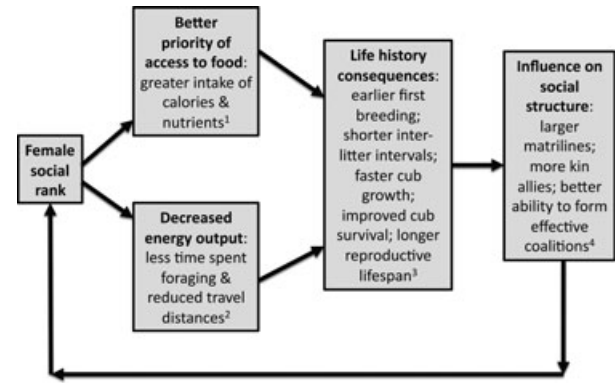 Better
priority of
access to food:
greater intake of
calories &
nutrients¹
Female
social
rank
Decreased
energy output:
less time spent
foraging &
reduced travel
distances²
Life history
consequences:
earlier first
breeding;
shorter inter-
litter intervals;
faster cub
growth;
improved cub
survival; longer
reproductive
lifespan³
Influence on
social
structure:
larger
matrilines;
more kin
allies; better
ability to form
effective
coalitions⁴